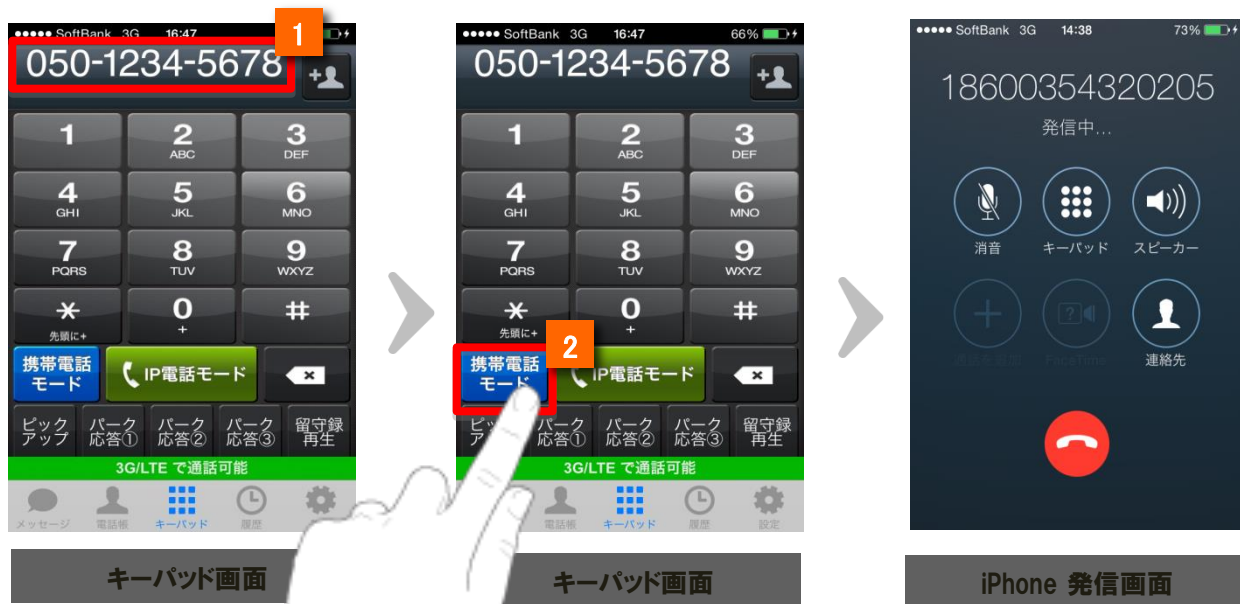 ●●●●● SoftBank 3G 16:47
1
050-1234-5678
+
1
2
ABC
3
DEF
4
GHI
5
JKL
6
MNO
7
PQRS
8
TUV
9
WXYZ
先頭に+
0
+
#
携帯電話
モード
IP電話モード
ピック
アップ
パーク
応答①
パーク
応答②
パーク
応答③
留守録
再生
3G/LTE で通話可能
メッセージ
電話帳
キーパッド
履歴
設定
キーパッド画面
●●●●● SoftBank 3G 16:47 66%
050-1234-5678
+
1
2
ABC
3
DEF
4
GHI
5
JKL
6
MNO
7
PQRS
8
TUV
9
WXYZ
先頭に+
0
+
#
2
携帯電話
モード
IP電話モード
ピッ
ア
パーク
応答①
パーク
応答②
パーク
応答③
留守録
再生
3G/LTE で通話可能
電話帳
キーパッド
履歴
設定
キーパッド画面
●●●●● SoftBank 3G 14:38 73%
18600354320205
発信中...
消音
キーパッド
スピーカー
?
FaceTime
連絡先
iPhone 発信画面